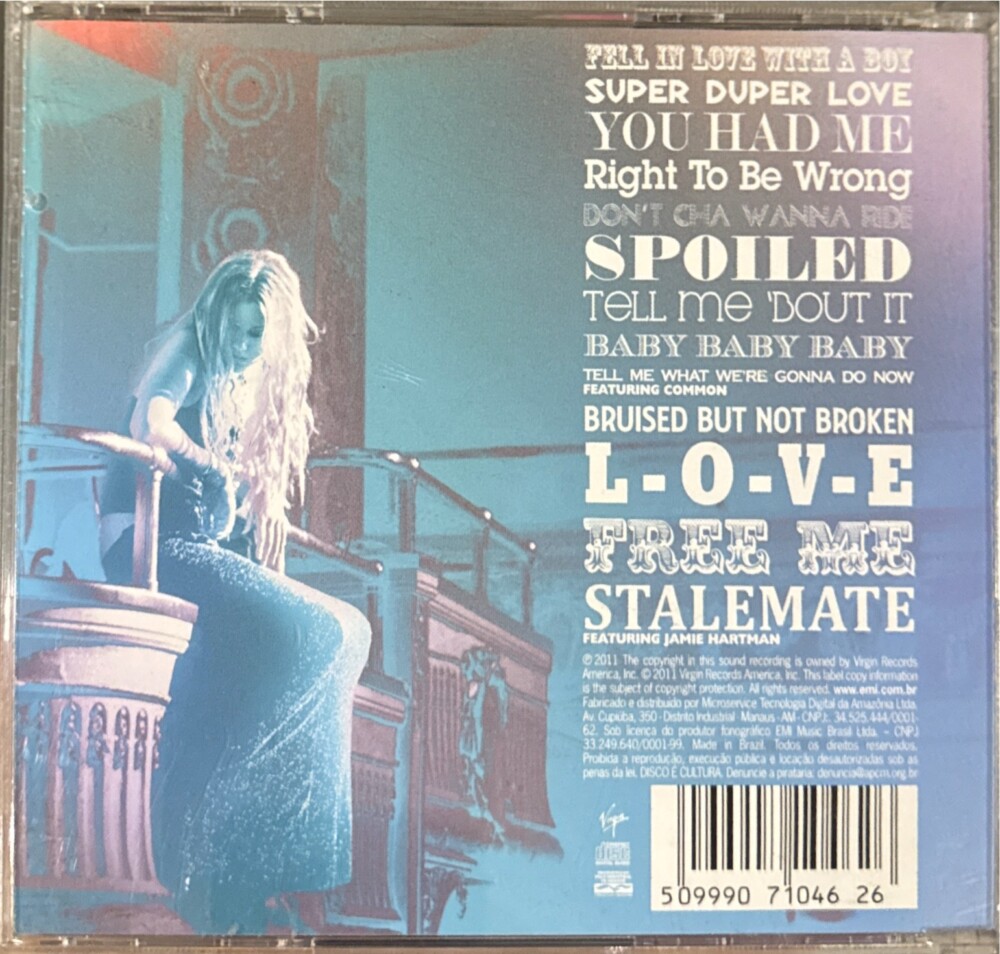 FELL IN LOVE WITH A BOY
SUPER DUPER LOVE
YOU HAD ME
Right To Be Wrong
DON'T CHA WANNA RIDE
SPOILED
TELL me 'BOUT IT
BABY BABY BABY
TELL ME WHAT WE'RE GONNA DO NOW
FEATURING COMMON
BRUISED BUT NOT BROKEN
L-O-V-E
FREE ME
STALEMATE
FEATURING JAMIE HARTMAN
℗ 2011 The copyright in this sound recording is owned by Virgin Records
America, Inc. © 2011 Virgin Records America, Inc. This label copy information
is the subject of copyright protection. All rights reserved. www.emi.com.br
Fabricado e distribuido por Microservice Tecnologia Digital da Amazônia Ltda.
Av. Cupiúba, 350 - Distrito Industrial Manaus - AM - CNPJ: 34.525.444/0001-
62. Sob licença do produtor fonográfico EMI Music Brasil Ltda. – CNPJ
33.249.640/0001-99. Made in Brazil. Todos os direitos reservados.
Proibida a reprodução, execução pública e locação desautorizadas sob as
penas da lei. DISCO É CULTURA. Denuncie a pirataria: denuncia@apcm.org.br
Virgin
5 099990 71046 26